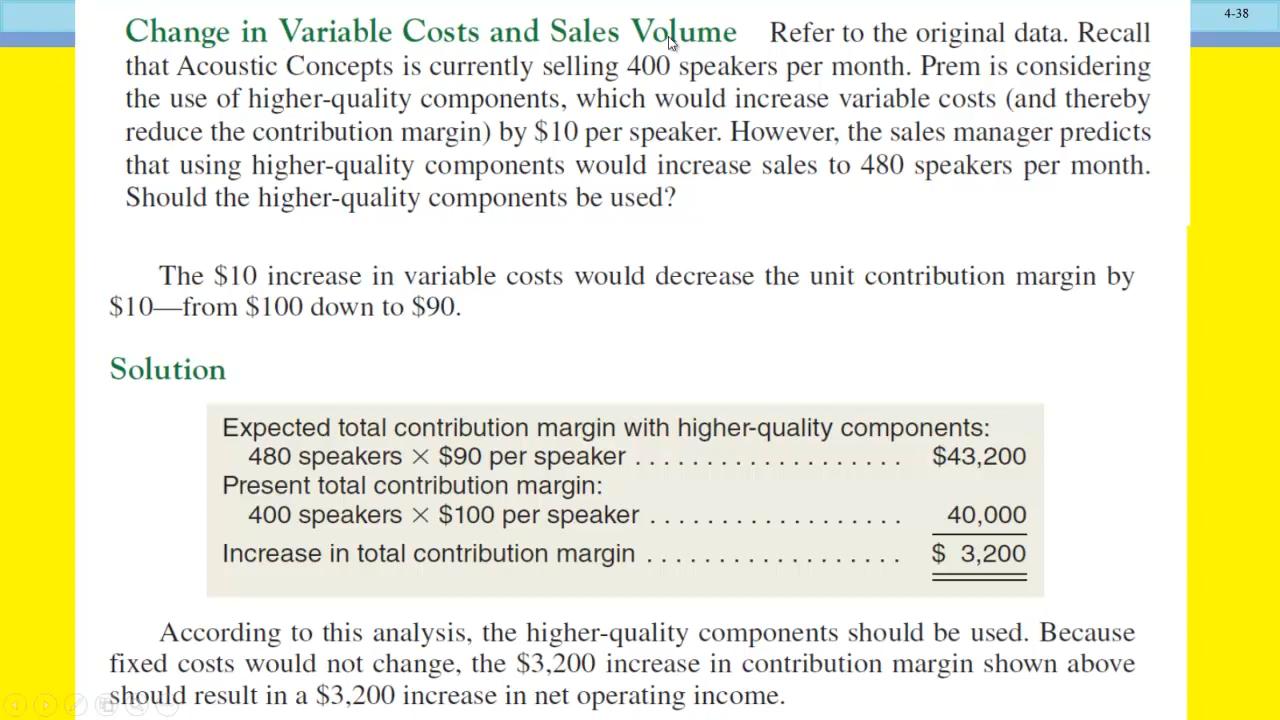 4-38
Change in Variable Costs and Sales Volume Refer to the original data. Recall
that Acoustic Concepts is currently selling 400 speakers per month. Prem is considering
the use of higher-quality components, which would increase variable costs (and thereby
reduce the contribution margin) by $10 per speaker. However, the sales manager predicts
that using higher-quality components would increase sales to 480 speakers per month.
Should the higher-quality components be used?
The $10 increase in variable costs would decrease the unit contribution margin by
$10—from $100 down to $90.
Solution
Expected total contribution margin with higher-quality components:
480 speakers × $90 per speaker . . . . . . . . . . . . . . . . . . . $43,200
Present total contribution margin:
400 speakers × $100 per speaker . . . . . . . . . . . . . . . . . . 40,000
Increase in total contribution margin . . . . . . . . . . . . . . . . . . $ 3,200
According to this analysis, the higher-quality components should be used. Because
fixed costs would not change, the $3,200 increase in contribution margin shown above
should result in a $3,200 increase in net operating income.